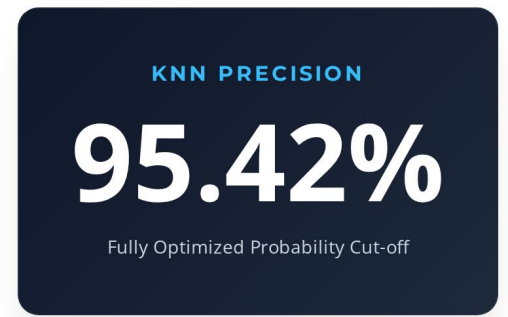 KNN PRECISION
95.42%
Fully Optimized Probability Cut-off